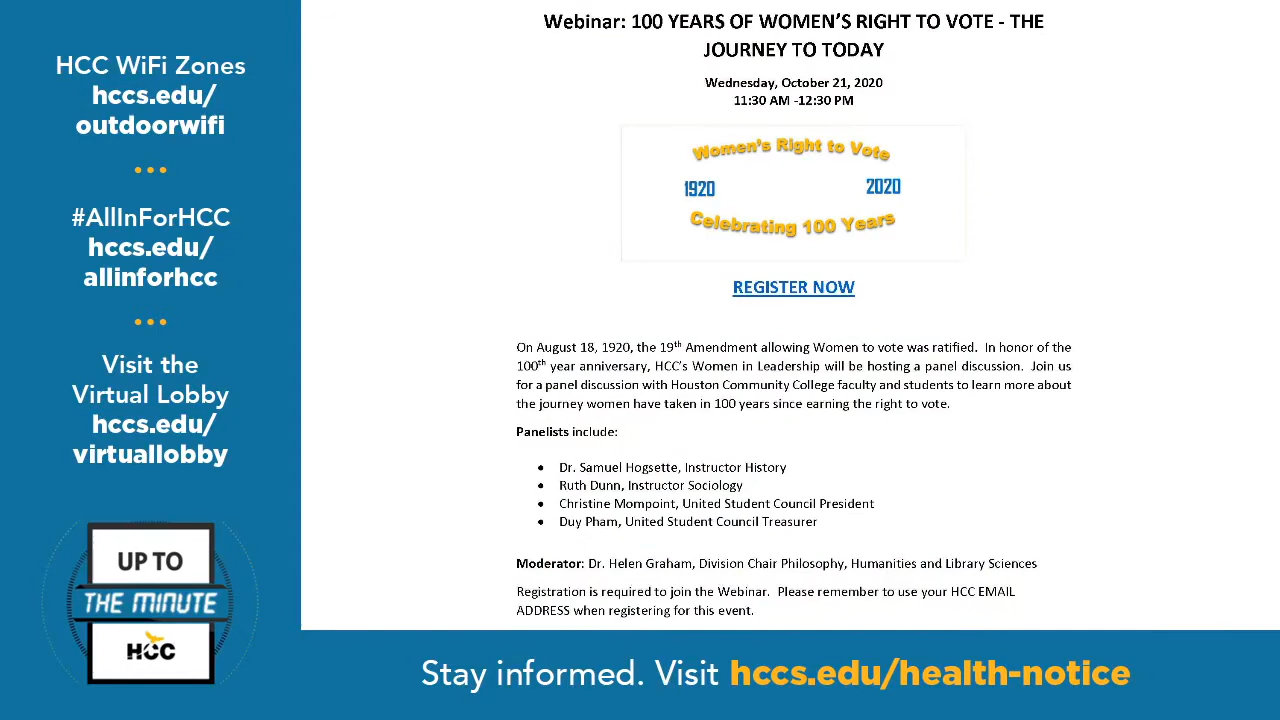 HCC WiFi Zones
hccs.edu/
outdoorwifi
#AllInForHCC
hccs.edu/
allinforhcc
Visit the
Virtual Lobby
hccs.edu/
virtuallobby
UP TO
THE MINUTE
HCC
Webinar: 100 YEARS OF WOMEN'S RIGHT TO VOTE - THE
JOURNEY TO TODAY
Wednesday, October 21, 2020
11:30 AM -12:30 PM
Women's Right to Vote
1920
2020
Celebrating 100 Years
REGISTER NOW
On August 18, 1920, the 19th Amendment allowing Women to vote was ratified. In honor of the
100th year anniversary, HCC's Women in Leadership will be hosting a panel discussion. Join us
for a panel discussion with Houston Community College faculty and students to learn more about
the journey women have taken in 100 years since earning the right to vote.
Panelists include:
• Dr. Samuel Hogsette, Instructor History
• Ruth Dunn, Instructor Sociology
• Christine Mompoint, United Student Council President
• Duy Pham, United Student Council Treasurer
Moderator: Dr. Helen Graham, Division Chair Philosophy, Humanities and Library Sciences
Registration is required to join the Webinar. Please remember to use your HCC EMAIL
ADDRESS when registering for this event.
Stay informed. Visit hccs.edu/health-notice